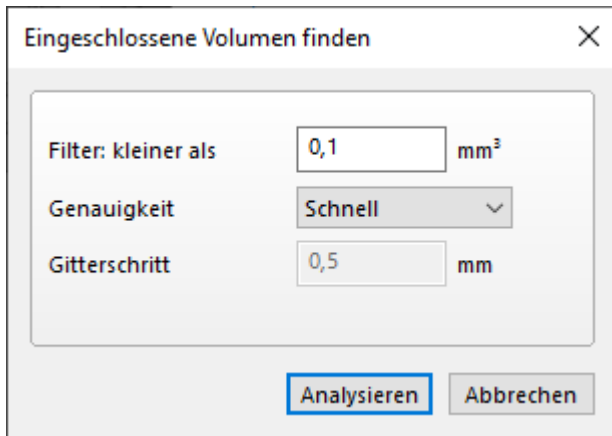 Eingeschlossene Volumen finden
Filter: kleiner als 0,1 mm³
Genauigkeit Schnell
Gitterschritt 0,5 mm
Analysieren Abbrechen